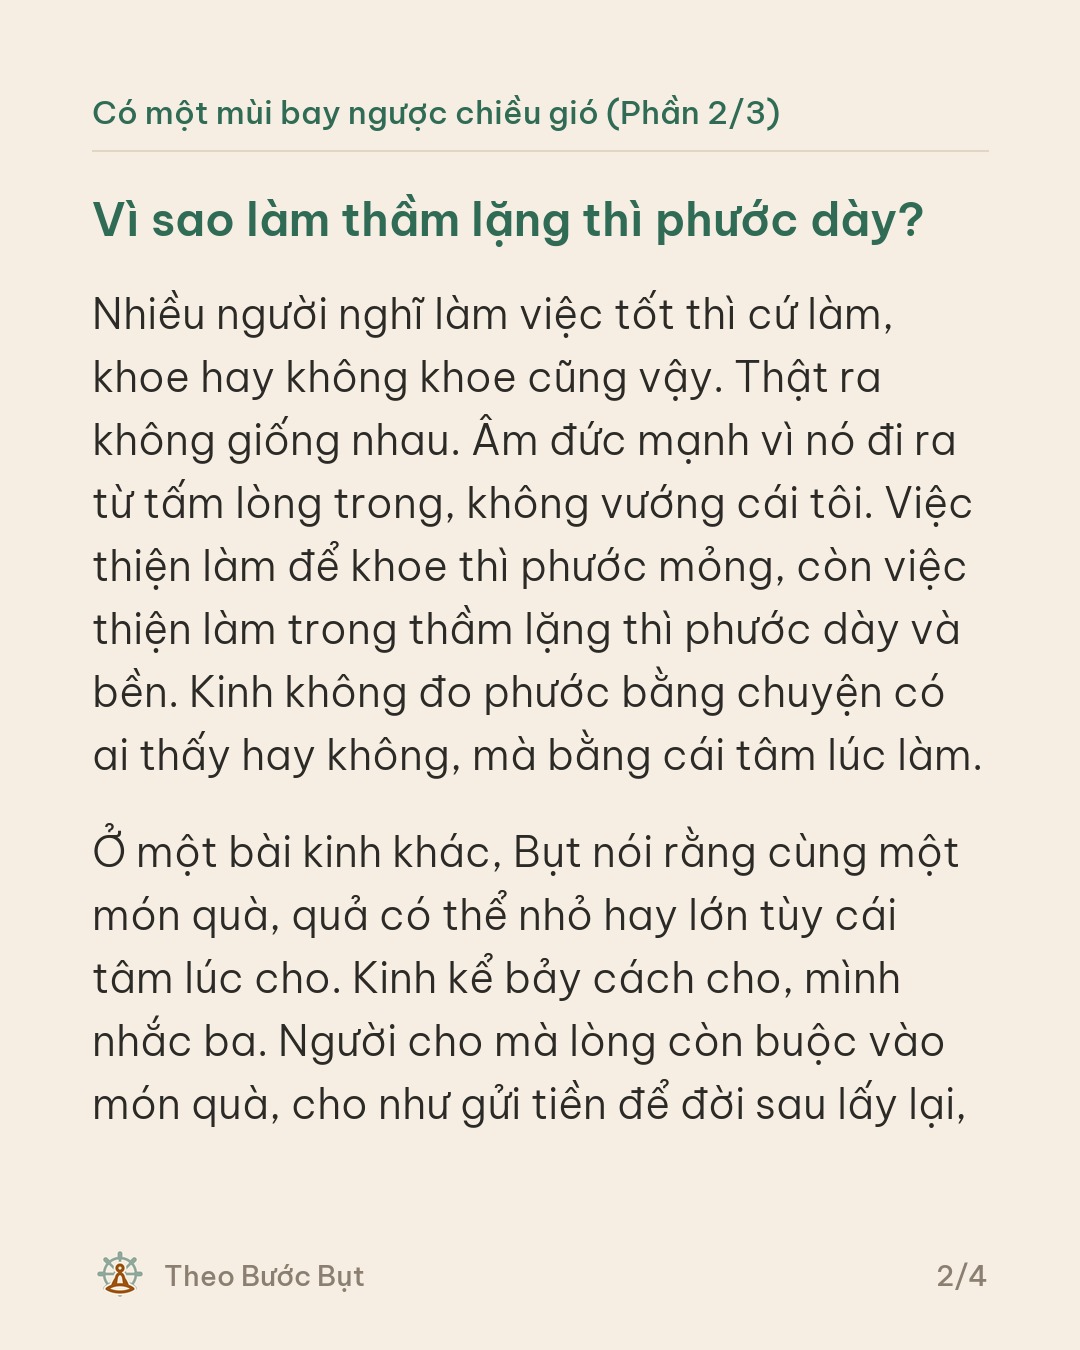 Có một mùi bay ngược chiều gió (Phần 2/3)
Vì sao làm thầm lặng thì phước dày?
Nhiều người nghĩ làm việc tốt thì cứ làm,
khoe hay không khoe cũng vậy. Thật ra
không giống nhau. Âm đức mạnh vì nó đi ra
từ tấm lòng trong, không vướng cái tôi. Việc
thiện làm để khoe thì phước mỏng, còn việc
thiện làm trong thầm lặng thì phước dày và
bền. Kinh không đo phước bằng chuyện có
ai thấy hay không, mà bằng cái tâm lúc làm.
Ở một bài kinh khác, Bụt nói rằng cùng một
món quà, quả có thể nhỏ hay lớn tùy cái
tâm lúc cho. Kinh kể bảy cách cho, mình
nhắc ba. Người cho mà lòng còn buộc vào
món quà, cho như gửi tiền để đời sau lấy lại,
Theo Bước Bụt
2/4